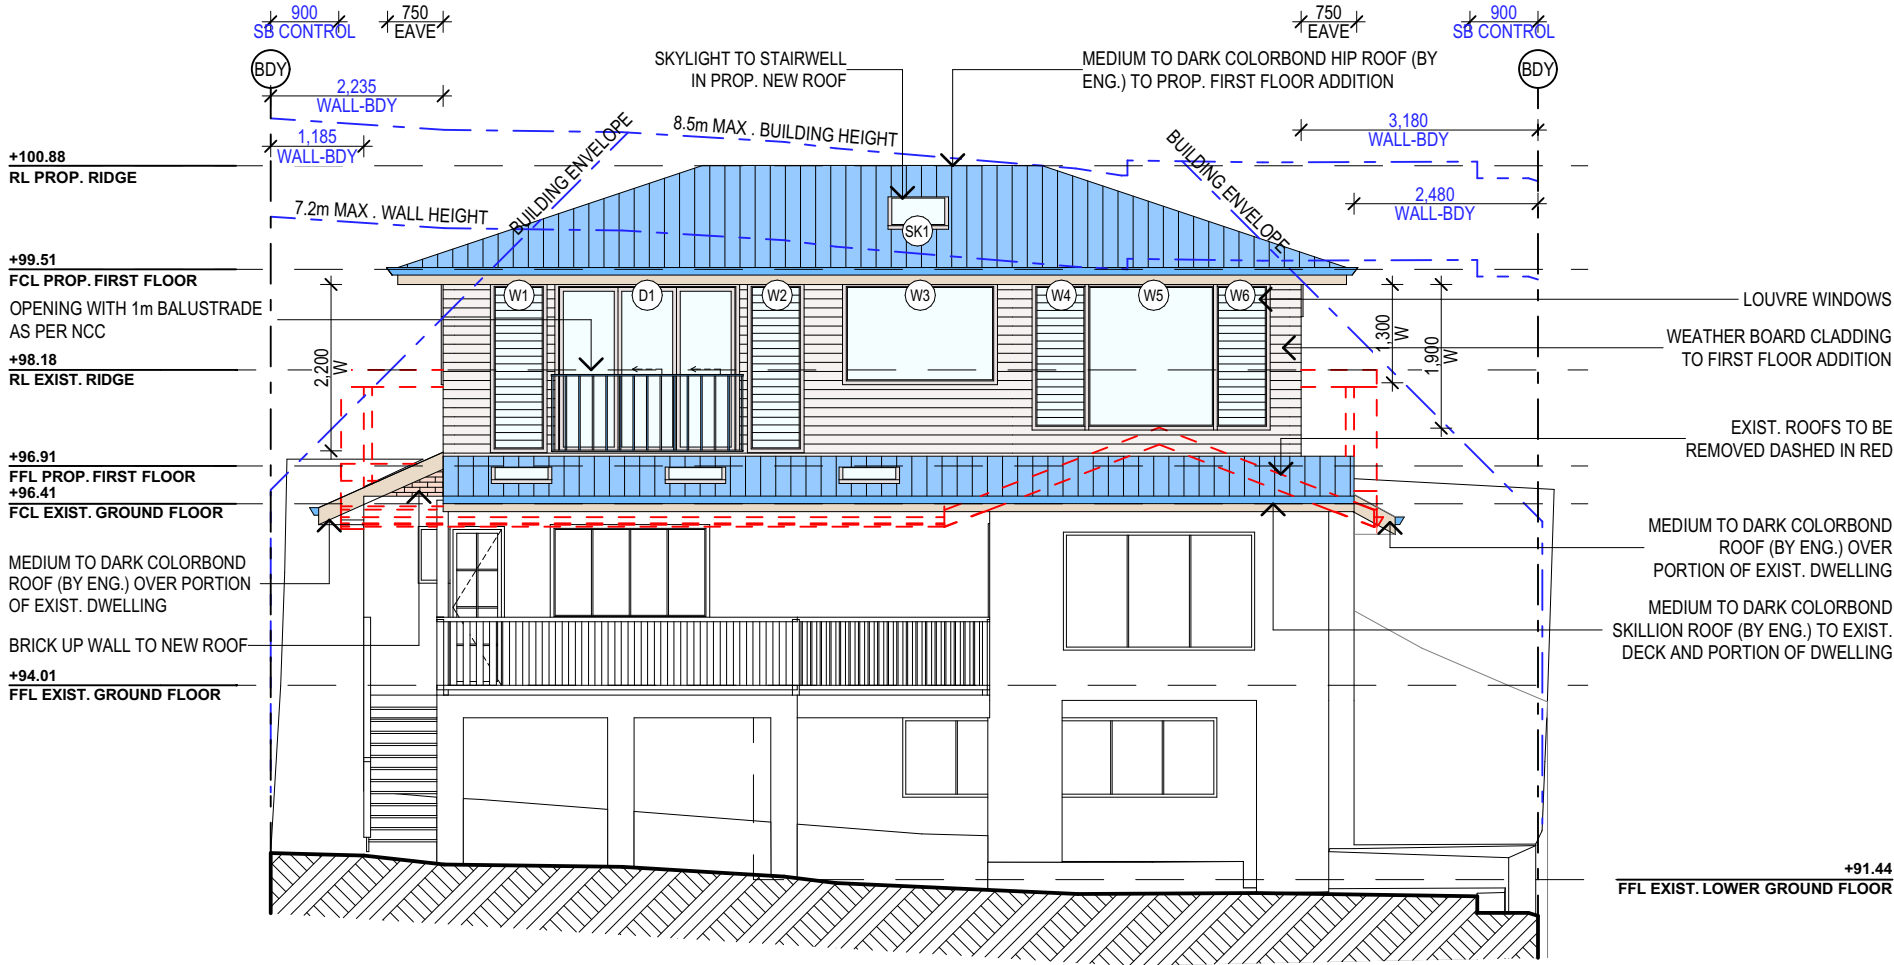 900
SB CONTROL
750
EAVE
750
EAVE
900
SB CONTROL
BDY
BDY
SKYLIGHT TO STAIRWELL
IN PROP. NEW ROOF
MEDIUM TO DARK COLORBOND HIP ROOF (BY
ENG.) TO PROP. FIRST FLOOR ADDITION
2,235
WALL-BDY
1,185
WALL-BDY
3,180
WALL-BDY
2,480
WALL-BDY
8.5m MAX . BUILDING HEIGHT
7.2m MAX . WALL HEIGHT
BUILDING ENVELOPE
BUILDING ENVELOPE
+100.88
RL PROP. RIDGE
+99.51
FCL PROP. FIRST FLOOR
OPENING WITH 1m BALUSTRADE
AS PER NCC
+98.18
RL EXIST. RIDGE
+96.91
FFL PROP. FIRST FLOOR
+96.41
FCL EXIST. GROUND FLOOR
MEDIUM TO DARK COLORBOND
ROOF (BY ENG.) OVER PORTION
OF EXIST. DWELLING
BRICK UP WALL TO NEW ROOF
+94.01
FFL EXIST. GROUND FLOOR
SK1
W1
D1
W2
W3
W4
W5
W6
2,200
W
1,300
W
1,900
W
LOUVRE WINDOWS
WEATHER BOARD CLADDING
TO FIRST FLOOR ADDITION
EXIST. ROOFS TO BE
REMOVED DASHED IN RED
MEDIUM TO DARK COLORBOND
ROOF (BY ENG.) OVER
PORTION OF EXIST. DWELLING
MEDIUM TO DARK COLORBOND
SKILLION ROOF (BY ENG.) TO EXIST.
DECK AND PORTION OF DWELLING
+91.44
FFL EXIST. LOWER GROUND FLOOR